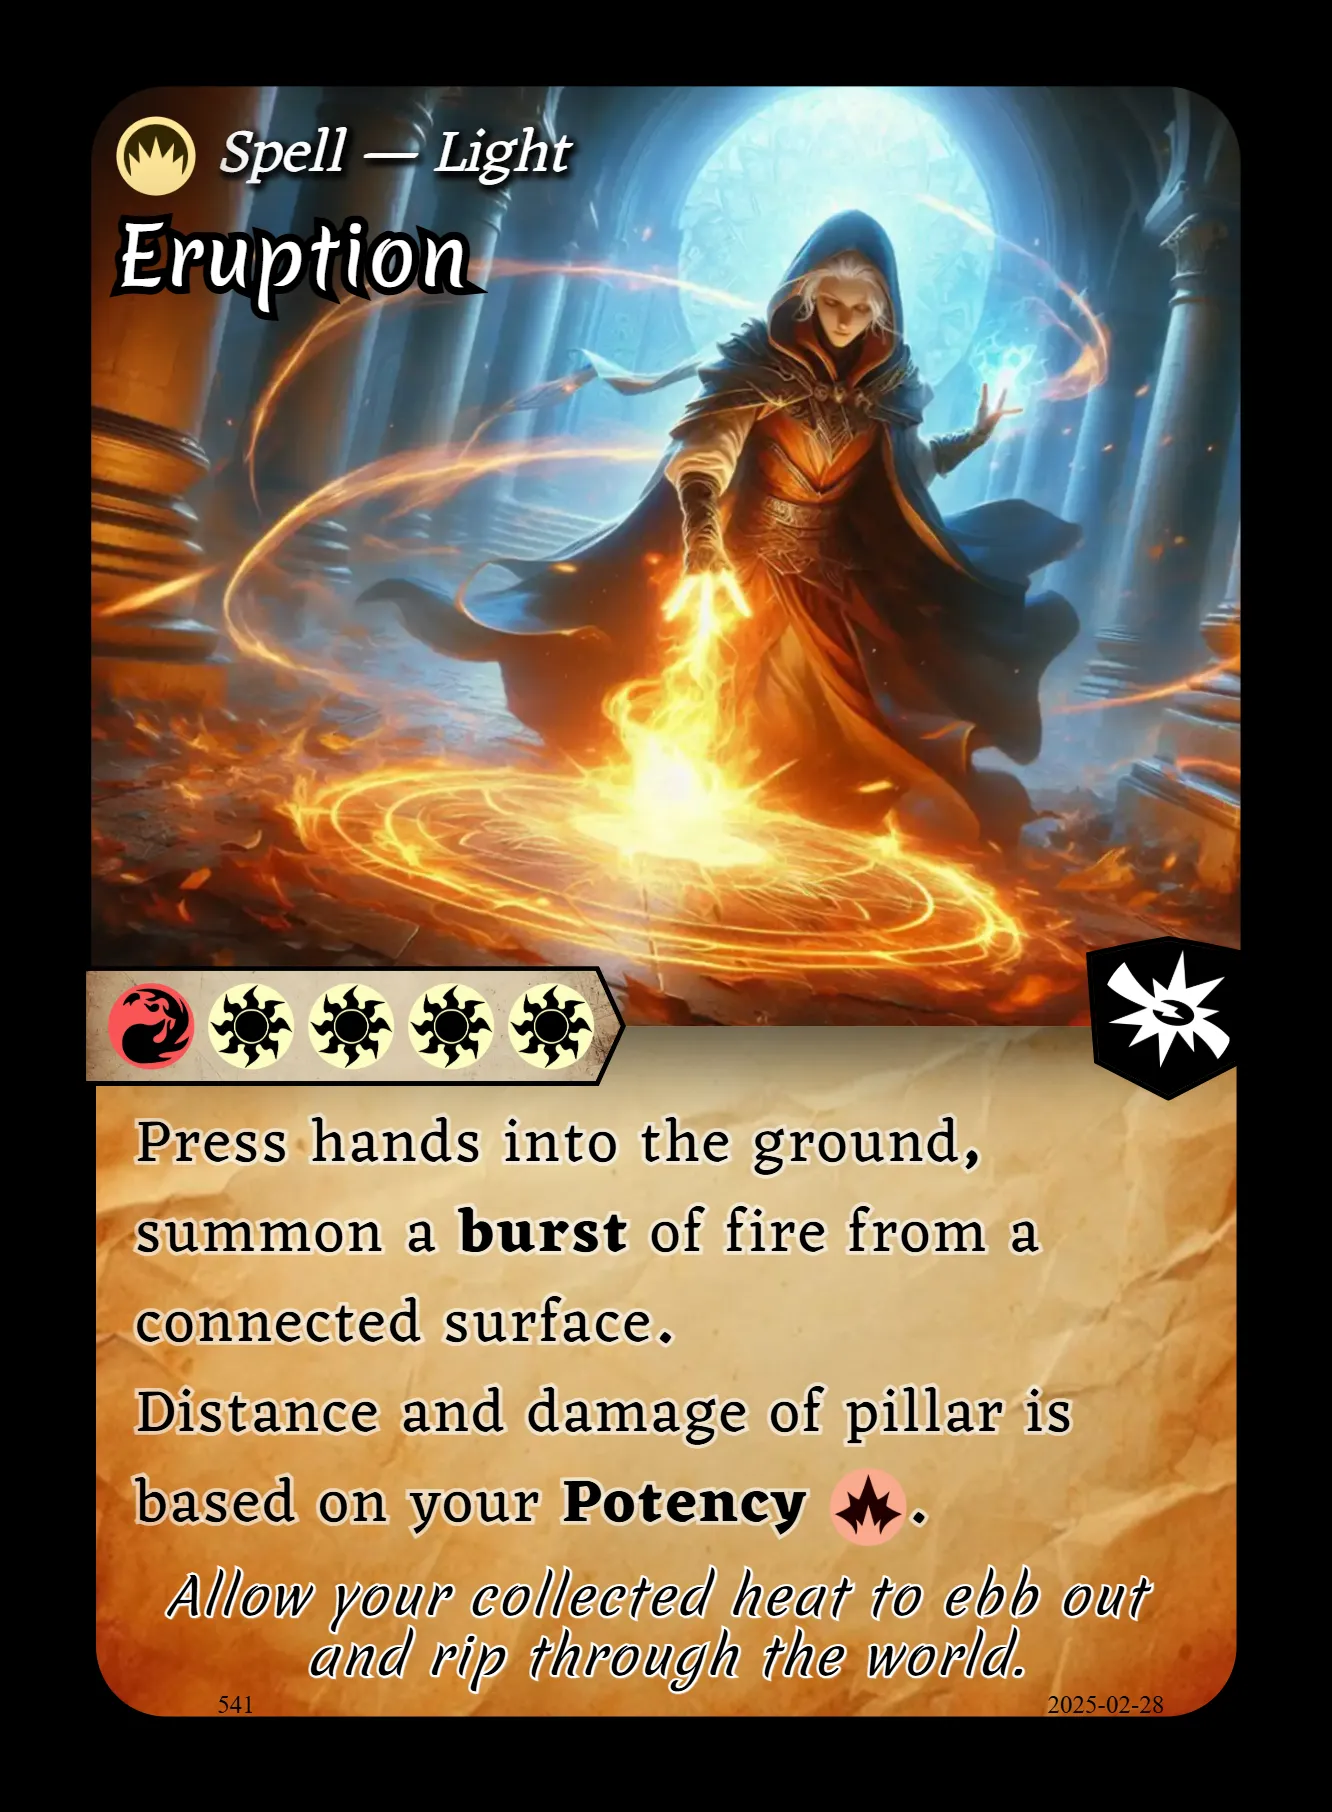 Spell — Light
Eruption
Press hands into the ground,
summon a burst of fire from a
connected surface.
Distance and damage of pillar is
based on your Potency .
Allow your collected heat to ebb out
and rip through the world.
541
2025-02-28